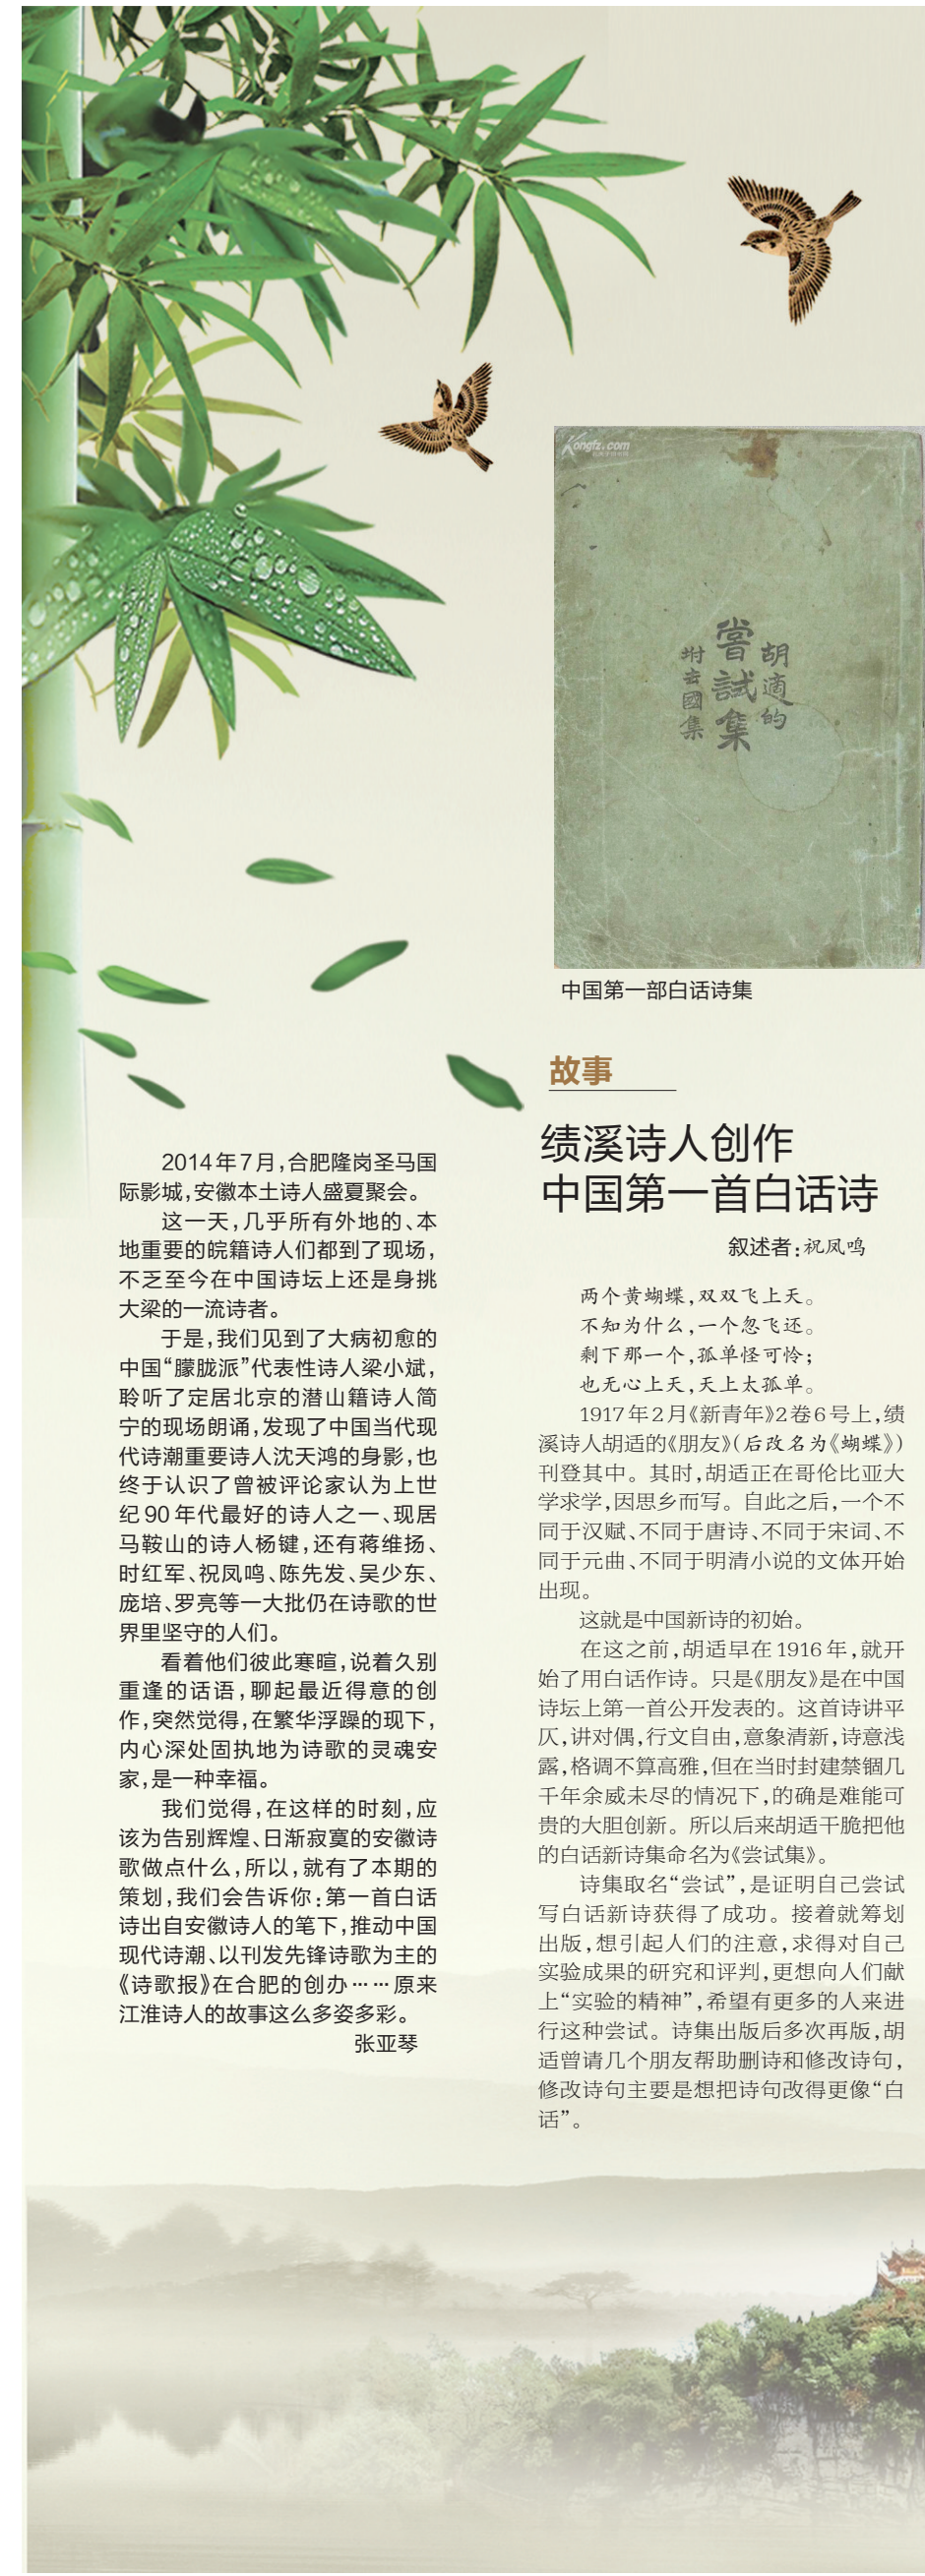 2014年7月,合肥隆岗圣马国
际影城,安徽本土诗人盛夏聚会。
这一天,几乎所有外地的、本
地重要的皖籍诗人们都到了现场,
不乏至今在中国诗坛上还是身挑
大梁的一流诗者。
于是,我们见到了大病初愈的
中国“朦胧派”代表性诗人梁小斌,
聆听了定居北京的潜山籍诗人简
宁的现场朗诵,发现了中国当代现
代诗潮重要诗人沈天鸿的身影,也
终于认识了曾被评论家认为上世
纪90年代最好的诗人之一、现居
马鞍山的诗人杨键,还有蒋维扬、
时红军、祝凤鸣、陈先发、吴少东、
庞培、罗亮等一大批仍在诗歌的世
界里坚守的人们。
看着他们彼此寒暄,说着久别
重逢的话语,聊起最近得意的创
作,突然觉得,在繁华浮躁的现下,
内心深处固执地为诗歌的灵魂安
家,是一种幸福。
我们觉得,在这样的时刻,应
该为告别辉煌、日渐寂寞的安徽诗
歌做点什么,所以,就有了本期的
策划,我们会告诉你:第一首白话
诗出自安徽诗人的笔下,推动中国
现代诗潮、以刊发先锋诗歌为主的
《诗歌报》在合肥的创办……原来
江淮诗人的故事这么多姿多彩。
张亚琴
Kongfz.com
胡適的
嘗試集
坿去國集
中国第一部白话诗集
故事
绩溪诗人创作
中国第一首白话诗
叙述者:祝凤鸣
两个黄蝴蝶,双双飞上天。
不知为什么,一个忽飞还。
剩下那一个,孤单怪可怜;
也无心上天,天上太孤单。
1917年2月《新青年》2卷6号上,绩
溪诗人胡适的《朋友》(后改名为《蝴蝶》)
刊登其中。其时,胡适正在哥伦比亚大
学求学,因思乡而写。自此之后,一个不
同于汉赋、不同于唐诗、不同于宋词、不
同于元曲、不同于明清小说的文体开始
出现。
这就是中国新诗的初始。
在这之前,胡适早在1916年,就开
始了用白话作诗。只是《朋友》是在中国
诗坛上第一首公开发表的。这首诗讲平
仄,讲对偶,行文自由,意象清新,诗意浅
露,格调不算高雅,但在当时封建禁锢几
千年余威未尽的情况下,的确是难能可
贵的大胆创新。所以后来胡适干脆把他
的白话新诗集命名为《尝试集》。
诗集取名“尝试”,是证明自己尝试
写白话新诗获得了成功。接着就筹划
出版,想引起人们的注意,求得对自己
实验成果的研究和评判,更想向人们献
上“实验的精神”,希望有更多的人来进
行这种尝试。诗集出版后多次再版,胡
适曾请几个朋友帮助删诗和修改诗句,
修改诗句主要是想把诗句改得更像“白
话”。